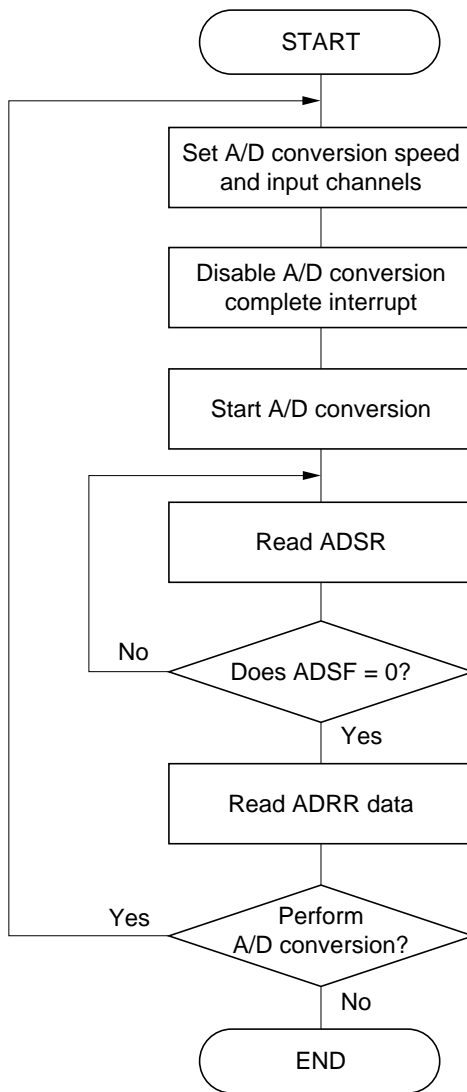 START
Set A/D conversion speed
and input channels
Disable A/D conversion
complete interrupt
Start A/D conversion
Read ADSR
No
Does ADSF = 0?
Yes
Read ADRR data
Yes
Perform
A/D conversion?
No
END